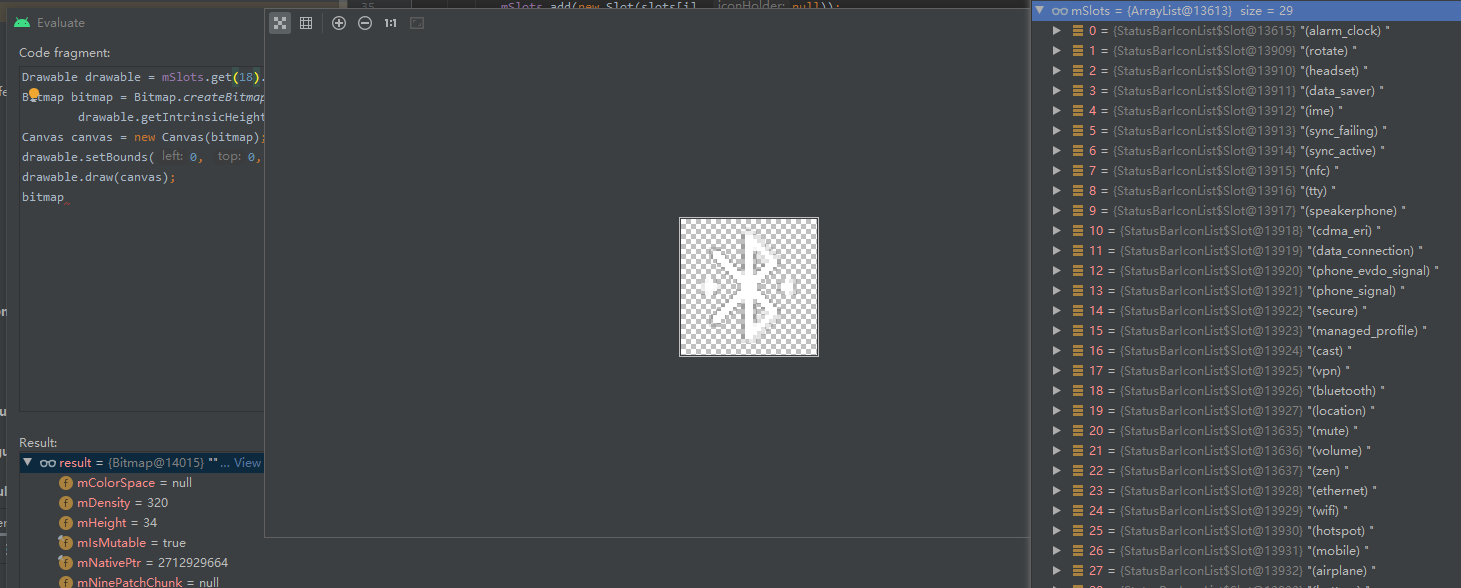 35
mSlots.add(new Slot(slots[i], iconHolder: null));
Evaluate
Code fragment:
Drawable drawable = mSlots.get(18).
Bitmap bitmap = Bitmap.createBitmap
drawable.getIntrinsicHeight
Canvas canvas = new Canvas(bitmap);
drawable.setBounds( left: 0, top: 0,
drawable.draw(canvas);
bitmap
Result:
result = {Bitmap@14015} "" ... View
mColorSpace = null
mDensity = 320
mHeight = 34
mIsMutable = true
mNativePtr = 2712929664
mNinePatchChunk = null
1:1
mSlots = {ArrayList@13613} size = 29
0 = {StatusBarIconList$Slot@13615} "(alarm_clock) "
1 = {StatusBarIconList$Slot@13909} "(rotate) "
2 = {StatusBarIconList$Slot@13910} "(headset) "
3 = {StatusBarIconList$Slot@13911} "(data_saver) "
4 = {StatusBarIconList$Slot@13912} "(ime) "
5 = {StatusBarIconList$Slot@13913} "(sync_failing) "
6 = {StatusBarIconList$Slot@13914} "(sync_active) "
7 = {StatusBarIconList$Slot@13915} "(nfc) "
8 = {StatusBarIconList$Slot@13916} "(tty) "
9 = {StatusBarIconList$Slot@13917} "(speakerphone) "
10 = {StatusBarIconList$Slot@13918} "(cdma_eri) "
11 = {StatusBarIconList$Slot@13919} "(data_connection) "
12 = {StatusBarIconList$Slot@13920} "(phone_evdo_signal) "
13 = {StatusBarIconList$Slot@13921} "(phone_signal) "
14 = {StatusBarIconList$Slot@13922} "(secure) "
15 = {StatusBarIconList$Slot@13923} "(managed_profile) "
16 = {StatusBarIconList$Slot@13924} "(cast) "
17 = {StatusBarIconList$Slot@13925} "(vpn) "
18 = {StatusBarIconList$Slot@13926} "(bluetooth) "
19 = {StatusBarIconList$Slot@13927} "(location) "
20 = {StatusBarIconList$Slot@13635} "(mute) "
21 = {StatusBarIconList$Slot@13636} "(volume) "
22 = {StatusBarIconList$Slot@13637} "(zen) "
23 = {StatusBarIconList$Slot@13928} "(ethernet) "
24 = {StatusBarIconList$Slot@13929} "(wifi) "
25 = {StatusBarIconList$Slot@13930} "(hotspot) "
26 = {StatusBarIconList$Slot@13931} "(mobile) "
27 = {StatusBarIconList$Slot@13932} "(airplane) "